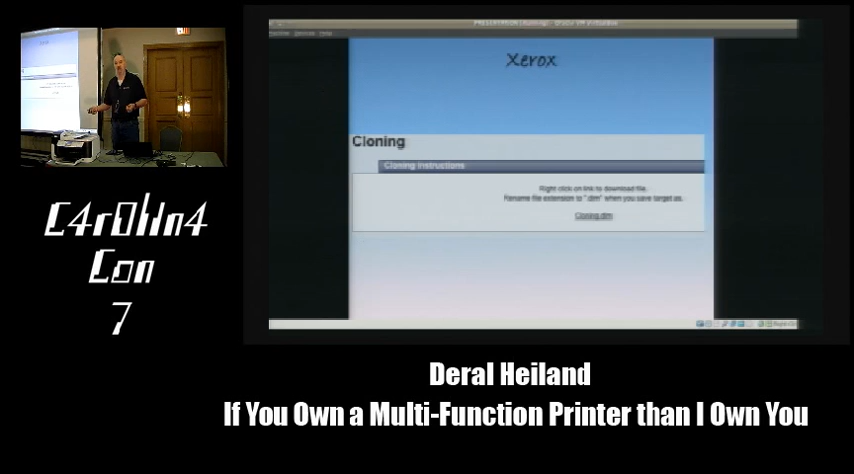 Xerox
Cloning
Cloning Instructions
Right click on link to download file.
Rename file extension to ".dlm" when you save target as.
Cloning.dlm
C4r0l1n4
Con
7
Deral Heiland
If You Own a Multi-Function Printer than I Own You